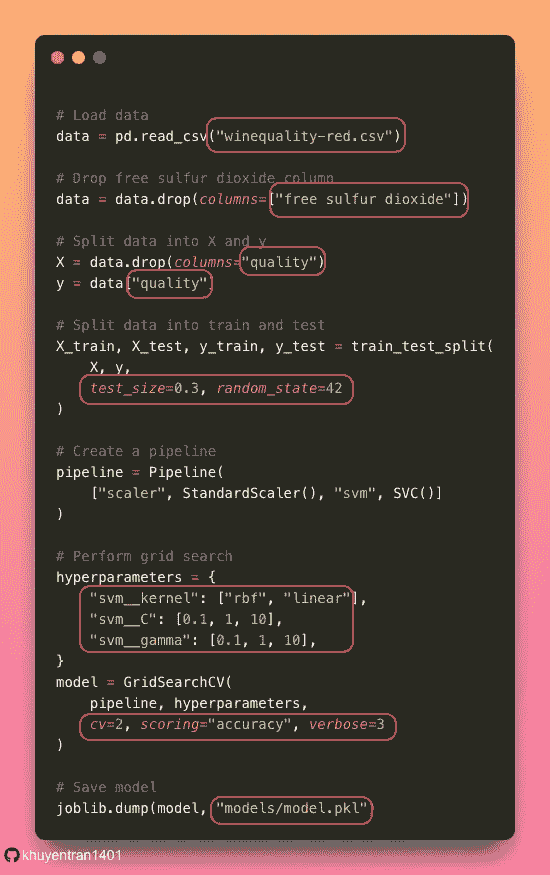 # Load data
data = pd.read_csv("winequality-red.csv")
# Drop free sulfur dioxide column
data = data.drop(columns=["free sulfur dioxide"])
# Split data into X and y
X = data.drop(columns="quality")
y = data["quality"]
# Split data into train and test
X_train, X_test, y_train, y_test = train_test_split(
    X, y,
    test_size=0.3, random_state=42
)
# Create a pipeline
pipeline = Pipeline(
    ["scaler", StandardScaler(), "svm", SVC()]
)
# Perform grid search
hyperparameters = {
    "svm__kernel": ["rbf", "linear"],
    "svm__C": [0.1, 1, 10],
    "svm__gamma": [0.1, 1, 10],
}
model = GridSearchCV(
    pipeline, hyperparameters,
    cv=2, scoring="accuracy", verbose=3
)
# Save model
joblib.dump(model, "models/model.pkl")
khuyentran1401